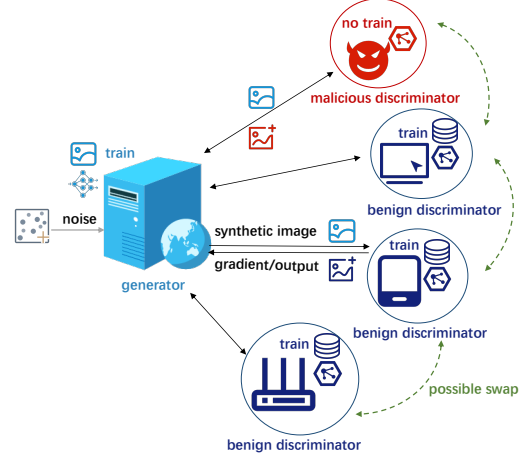 no train
malicious discriminator
train
train
benign discriminator
noise
synthetic image
train
gradient/output
generator
benign discriminator
train
possible swap
benign discriminator